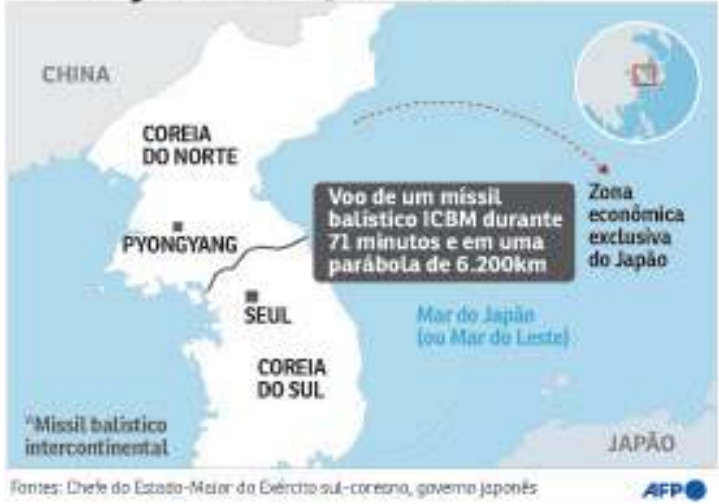 CHINA
COREIA
DO NORTE
Voo de um míssil
balístico ICBM durante
71 minutos e em uma
parábola de 6.200km
Zona
econômica
exclusiva
do Japão
PYONGYANG
SEUL
Mar do Japão
(ou Mar do Leste)
COREIA
DO SUL
*Míssil balístico
intercontinental
JAPÃO
Fontes: Chefe do Estado-Maior do Exército sul-coreano, governo japonês
AFP